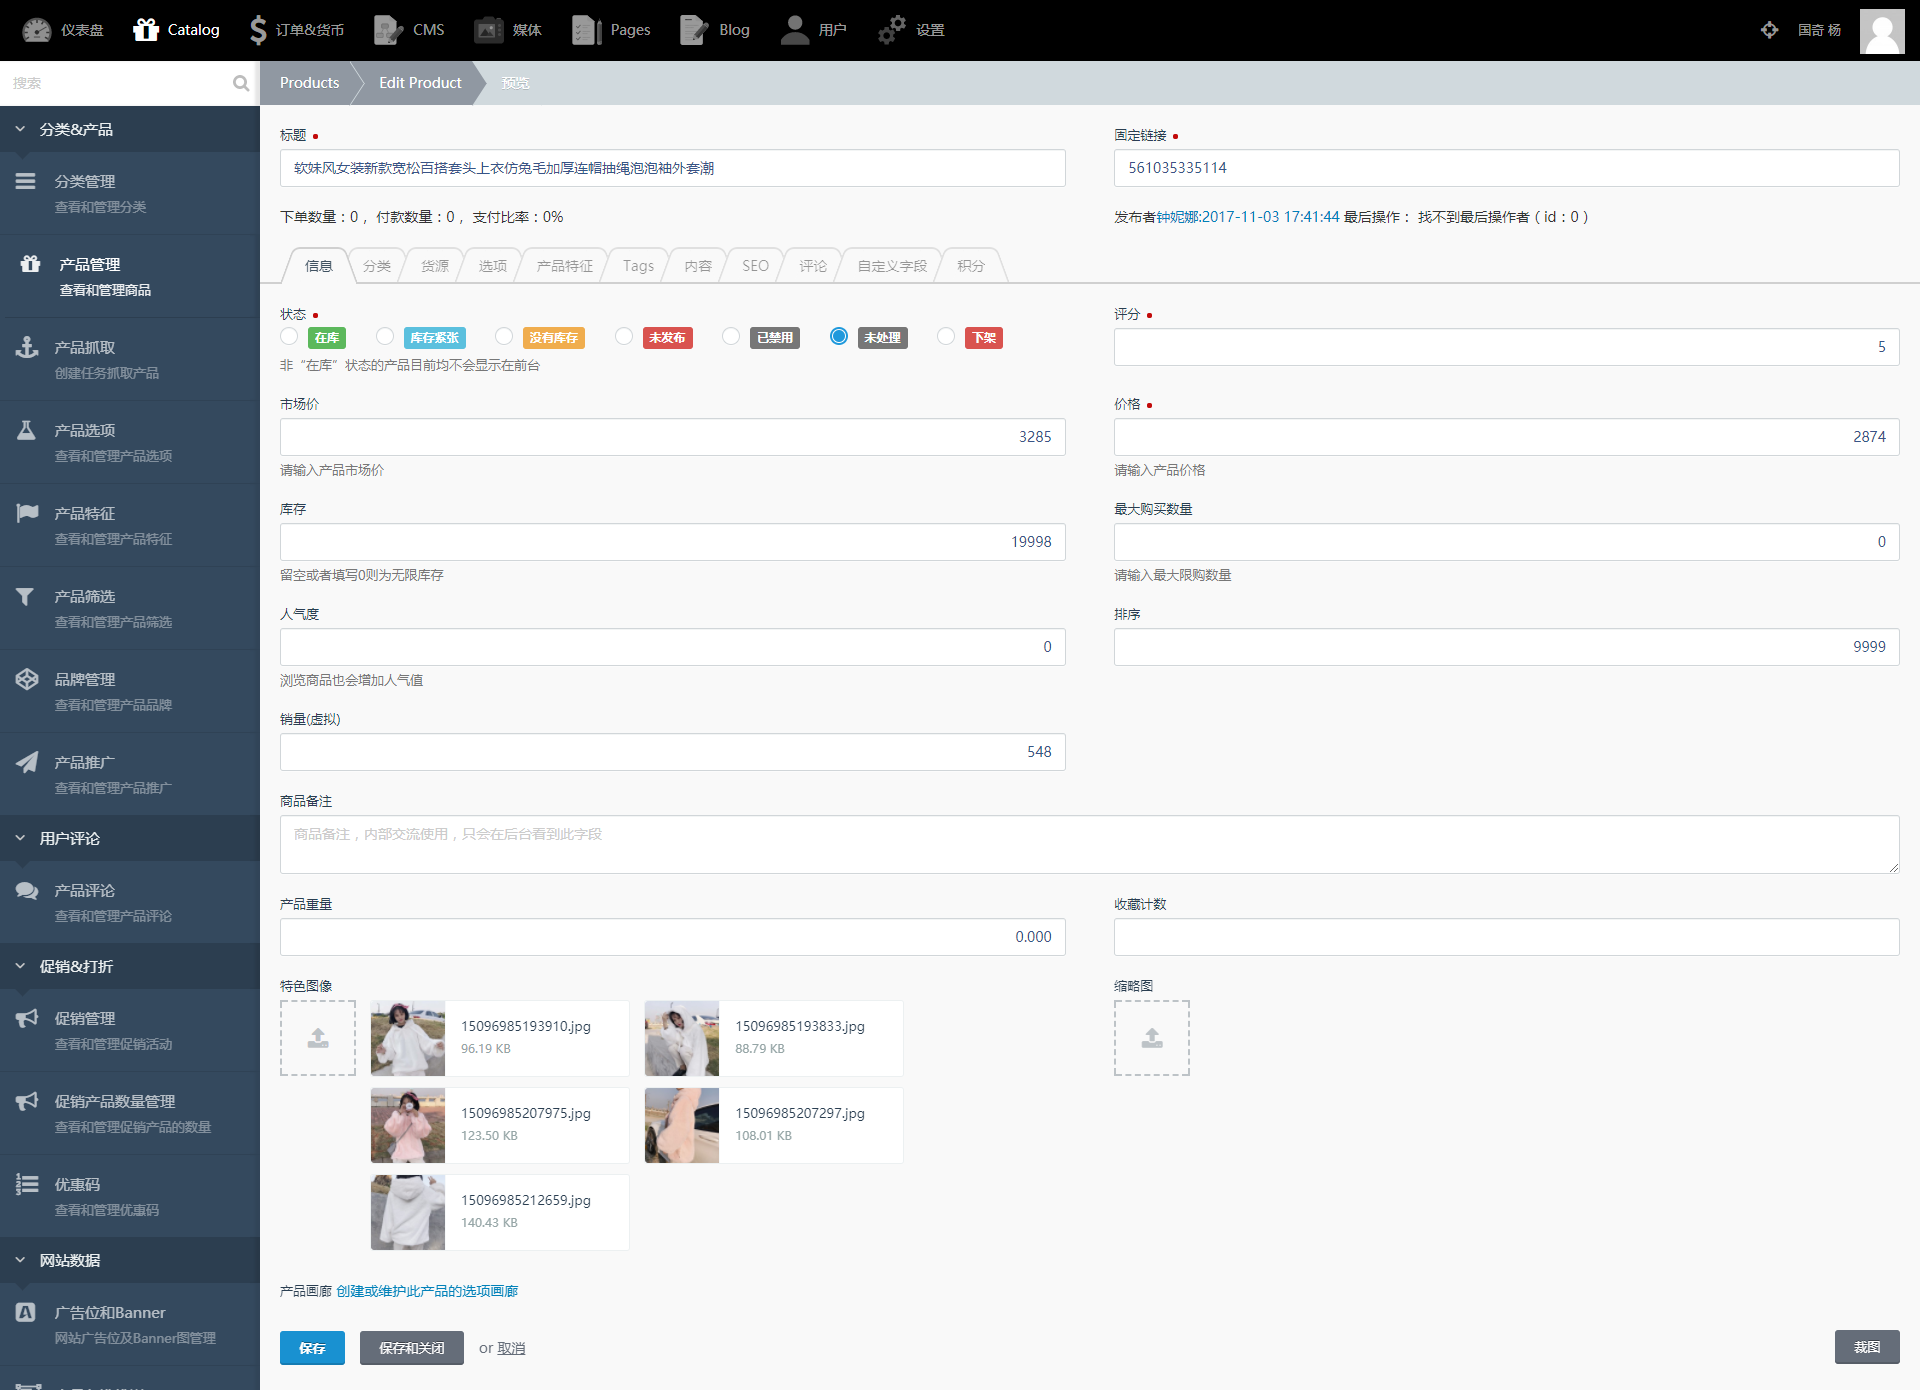 仪表盘
Catalog
订单&货币
CMS
媒体
Pages
Blog
用户
设置
国奇 杨
搜索
Products
Edit Product
预览
分类&产品
分类管理
查看和管理分类
产品管理
查看和管理商品
产品抓取
创建任务抓取产品
产品选项
查看和管理产品选项
产品特征
查看和管理产品特征
产品筛选
查看和管理产品筛选
品牌管理
查看和管理产品品牌
产品推广
查看和管理产品推广
用户评论
产品评论
查看和管理产品评论
促销&打折
促销管理
查看和管理促销活动
促销产品数量管理
查看和管理促销产品的数量
优惠码
查看和管理优惠码
网站数据
广告位和Banner
网站广告位及Banner图管理
标题
软妹风女装新款宽松百搭套头上衣仿兔毛加厚连帽抽绳泡泡袖外套潮
固定链接
561035335114
下单数量：0， 付款数量：0， 支付比率：0%
发布者钟妮娜:2017-11-03 17:41:44 最后操作： 找不到最后操作者（id：0）
信息
分类
货源
选项
产品特征
Tags
内容
SEO
评论
自定义字段
积分
状态
在库
库存紧张
没有库存
未发布
已禁用
未处理
下架
非“在库”状态的产品目前均不会显示在前台
评分
5
市场价
3285
请输入产品市场价
价格
2874
请输入产品价格
库存
19998
留空或者填写0则为无限库存
最大购买数量
0
请输入最大限购数量
人气度
0
浏览商品也会增加人气值
排序
9999
销量(虚拟)
548
商品备注
商品备注，内部交流使用，只会在后台看到此字段
产品重量
0.000
收藏计数
特色图像
15096985193910.jpg
96.19 KB
15096985193833.jpg
88.79 KB
15096985207975.jpg
123.50 KB
15096985207297.jpg
108.01 KB
15096985212659.jpg
140.43 KB
缩略图
产品画廊 创建或维护此产品的选项画廊
保存
保存和关闭
or 取消
裁图